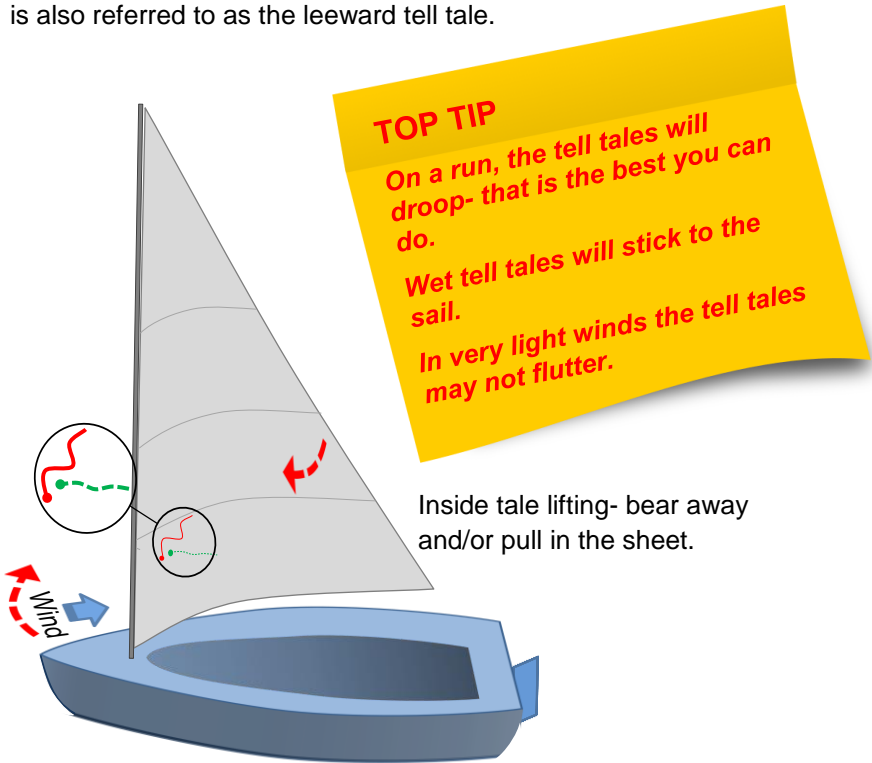 is also referred to as the leeward tell tale.
TOP TIP
On a run, the tell tales will
droop- that is the best you can
do.
Wet tell tales will stick to the
sail.
In very light winds the tell tales
may not flutter.
Inside tale lifting- bear away
and/or pull in the sheet.
Wind